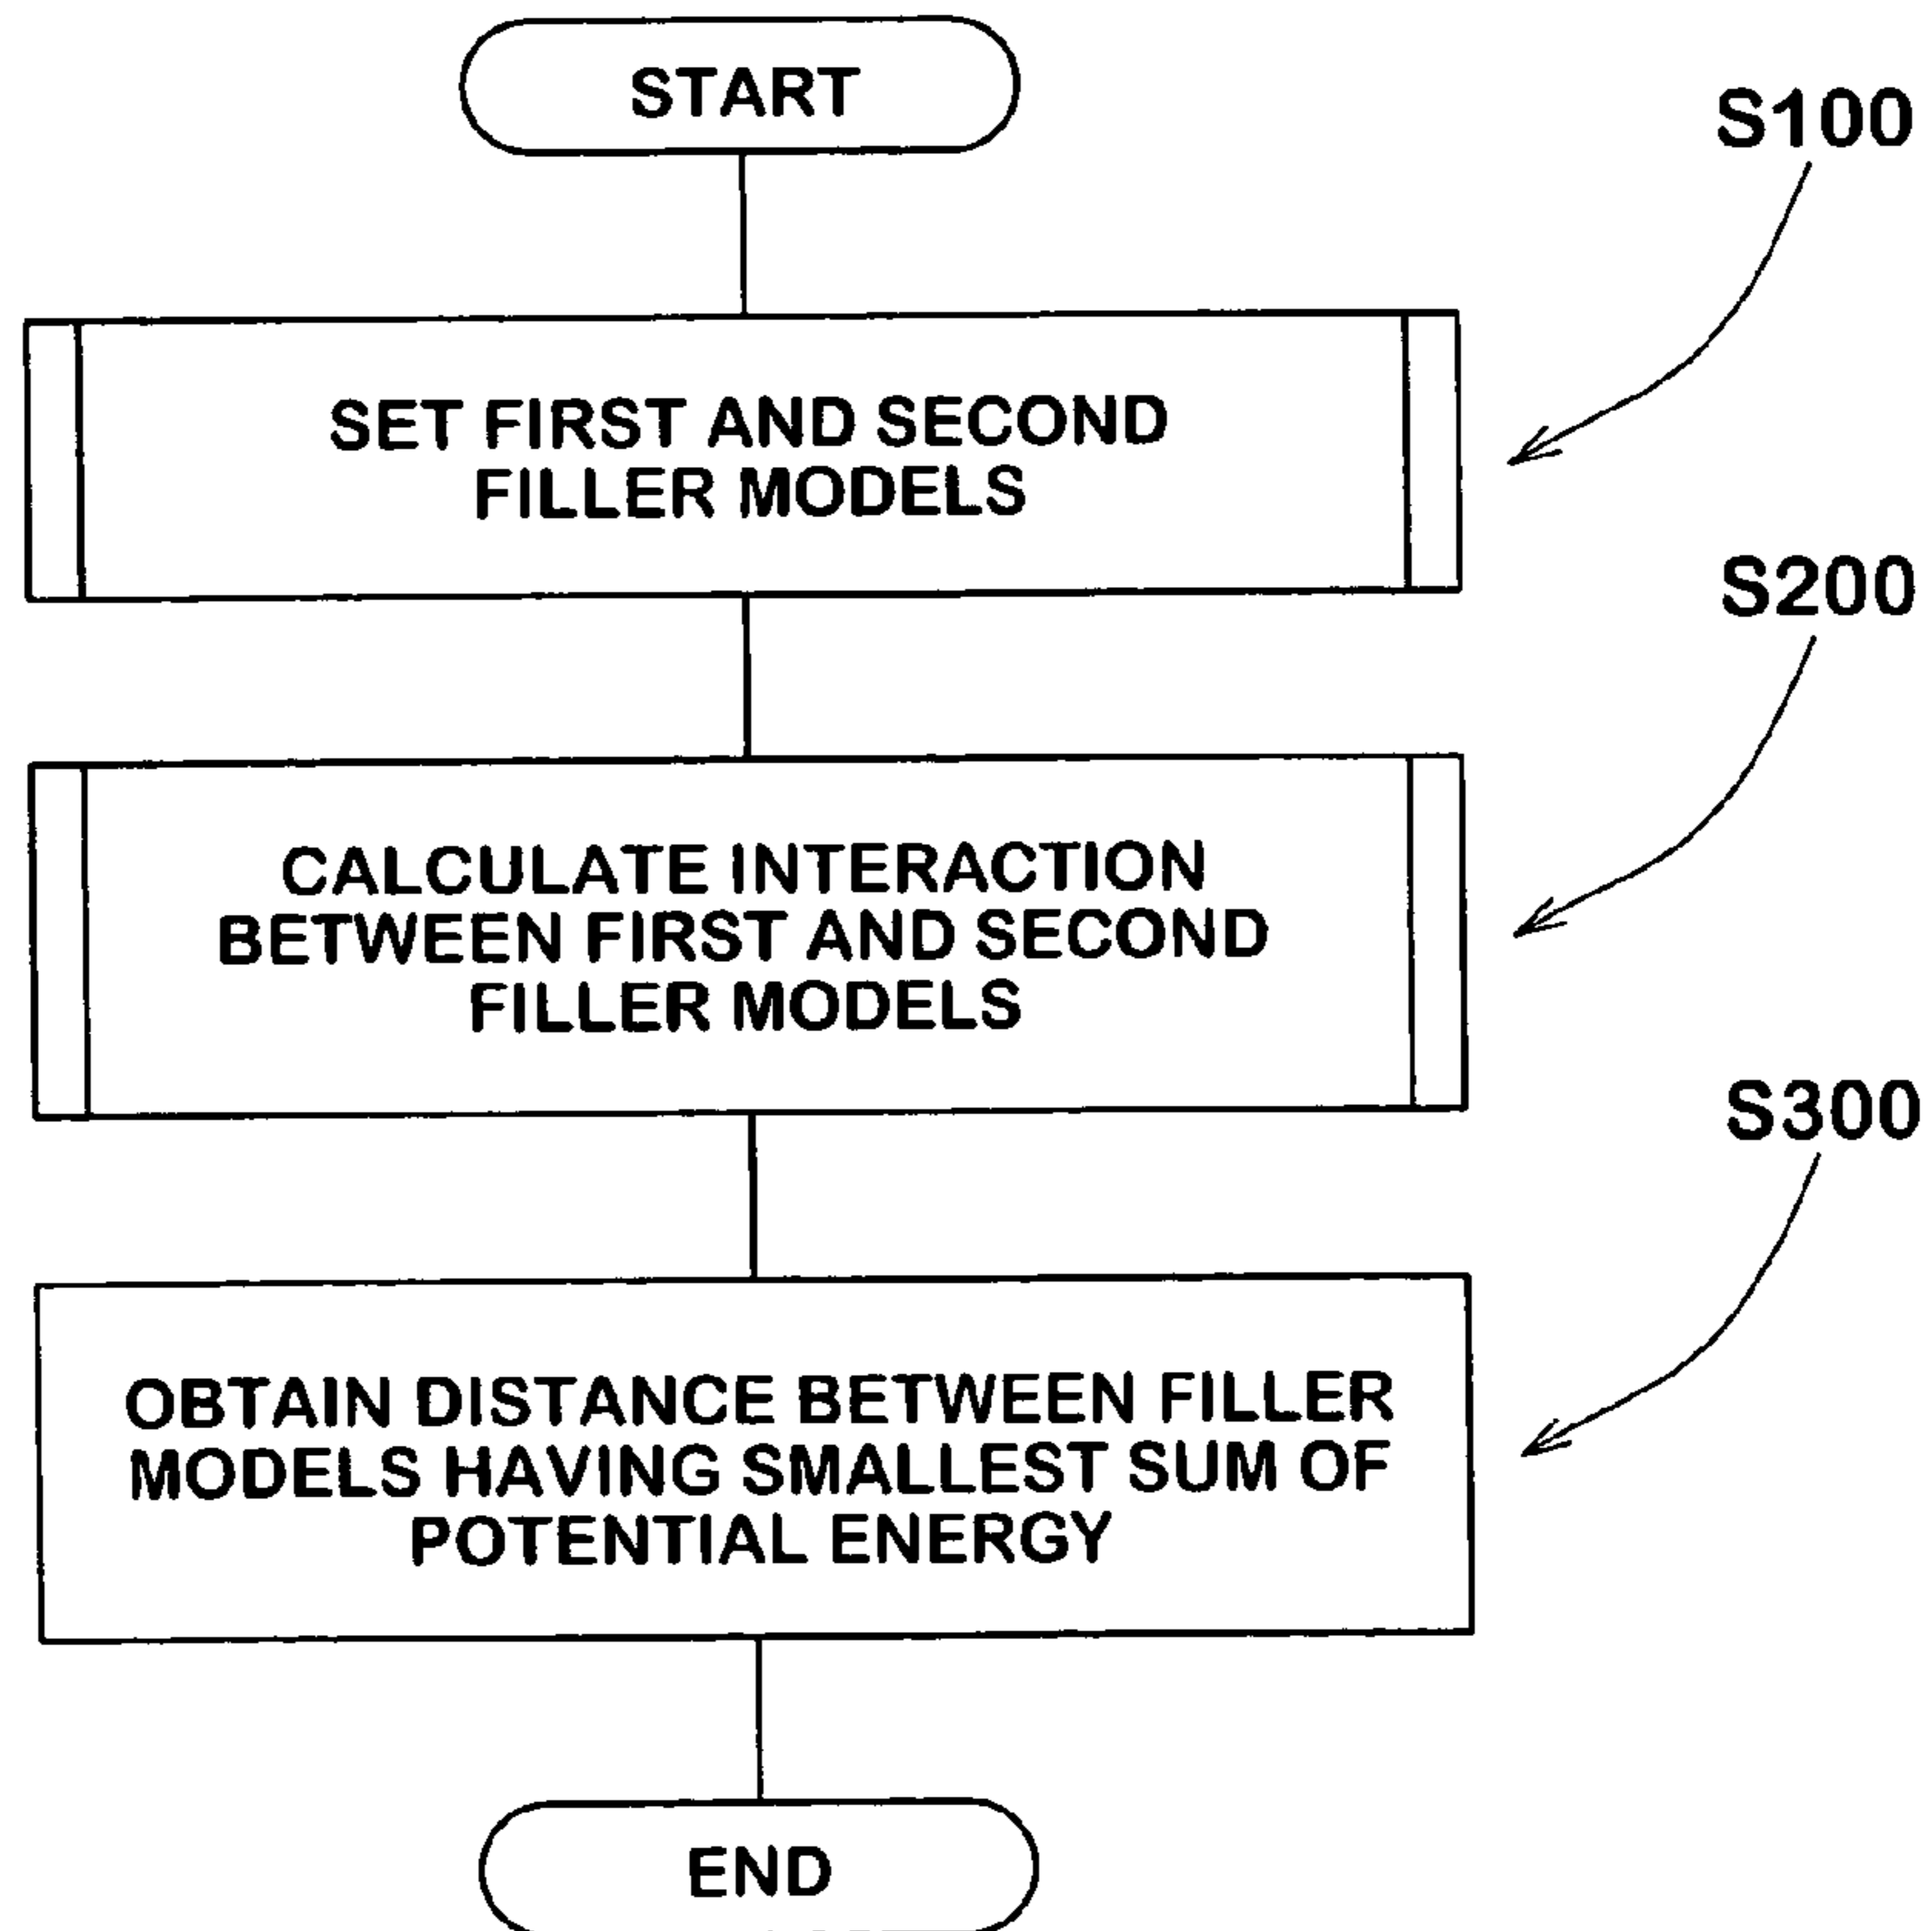 START
S100
SET FIRST AND SECOND
FILLER MODELS
S200
CALCULATE INTERACTION
BETWEEN FIRST AND SECOND
FILLER MODELS
S300
OBTAIN DISTANCE BETWEEN FILLER
MODELS HAVING SMALLEST SUM OF
POTENTIAL ENERGY
END